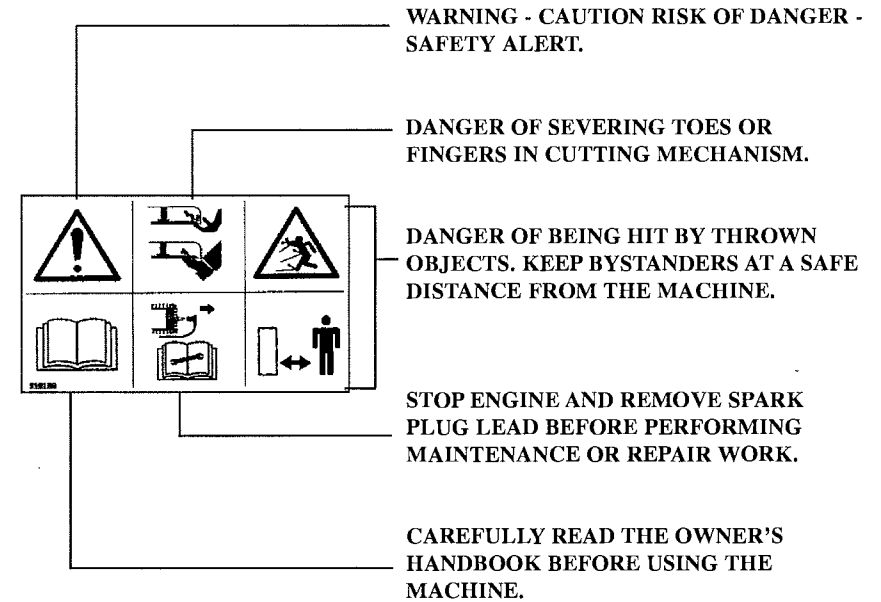 WARNING - CAUTION RISK OF DANGER -
SAFETY ALERT.
DANGER OF SEVERING TOES OR
FINGERS IN CUTTING MECHANISM.
DANGER OF BEING HIT BY THROWN
OBJECTS. KEEP BYSTANDERS AT A SAFE
DISTANCE FROM THE MACHINE.
STOP ENGINE AND REMOVE SPARK
PLUG LEAD BEFORE PERFORMING
MAINTENANCE OR REPAIR WORK.
CAREFULLY READ THE OWNER'S
HANDBOOK BEFORE USING THE
MACHINE.